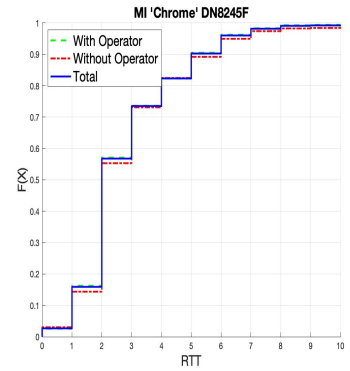 MI 'Chrome' DN8245F
With Operator
Without Operator
Total
F(X)
1
0.9
0.8
0.7
0.6
0.5
0.4
0.3
0.2
0.1
0
0 1 2 3 4 5 6 7 8 9 10
RTT